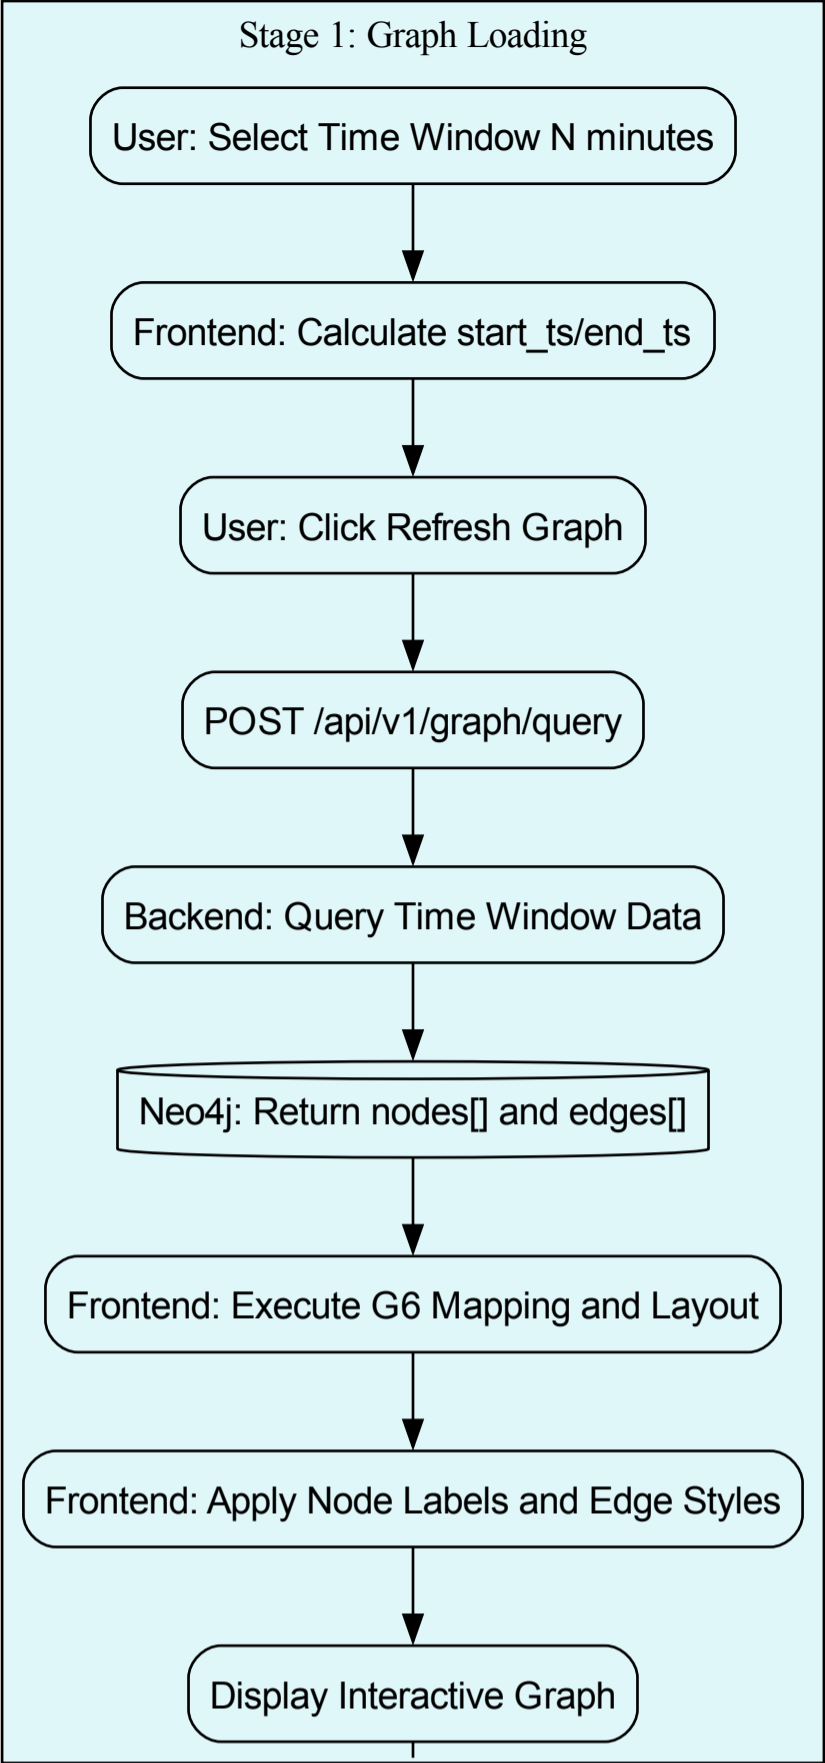 Stage 1: Graph Loading
User: Select Time Window N minutes
Frontend: Calculate start_ts/end_ts
User: Click Refresh Graph
POST /api/v1/graph/query
Backend: Query Time Window Data
Neo4j: Return nodes[] and edges[]
Frontend: Execute G6 Mapping and Layout
Frontend: Apply Node Labels and Edge Styles
Display Interactive Graph